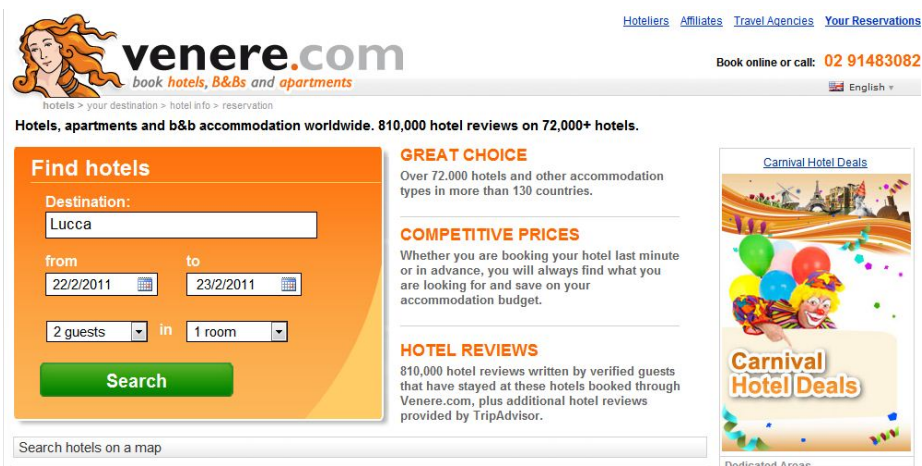 Hoteliers Affiliates Travel Agencies Your Reservations
venere.com
book hotels, B&Bs and apartments
Book online or call: 02 91483082
English
hotels > your destination > hotel info > reservation
Hotels, apartments and b&b accommodation worldwide. 810,000 hotel reviews on 72,000+ hotels.
Find hotels
Destination:
Lucca
from to
22/2/2011 23/2/2011
2 guests in 1 room
Search
GREAT CHOICE
Over 72.000 hotels and other accommodation
types in more than 130 countries.
COMPETITIVE PRICES
Whether you are booking your hotel last minute
or in advance, you will always find what you
are looking for and save on your
accommodation budget.
HOTEL REVIEWS
810,000 hotel reviews written by verified guests
that have stayed at these hotels booked through
Venere.com, plus additional hotel reviews
provided by TripAdvisor.
Carnival Hotel Deals
Carnival
Hotel Deals
Search hotels on a map
Dedicated Areas